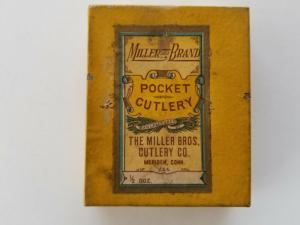 MILLER BRAND
POCKET
CUTLERY
THE MILLER BROS.
CUTLERY CO.
MERIDEN, CONN.
U.S.A.
1/2 DOZ.